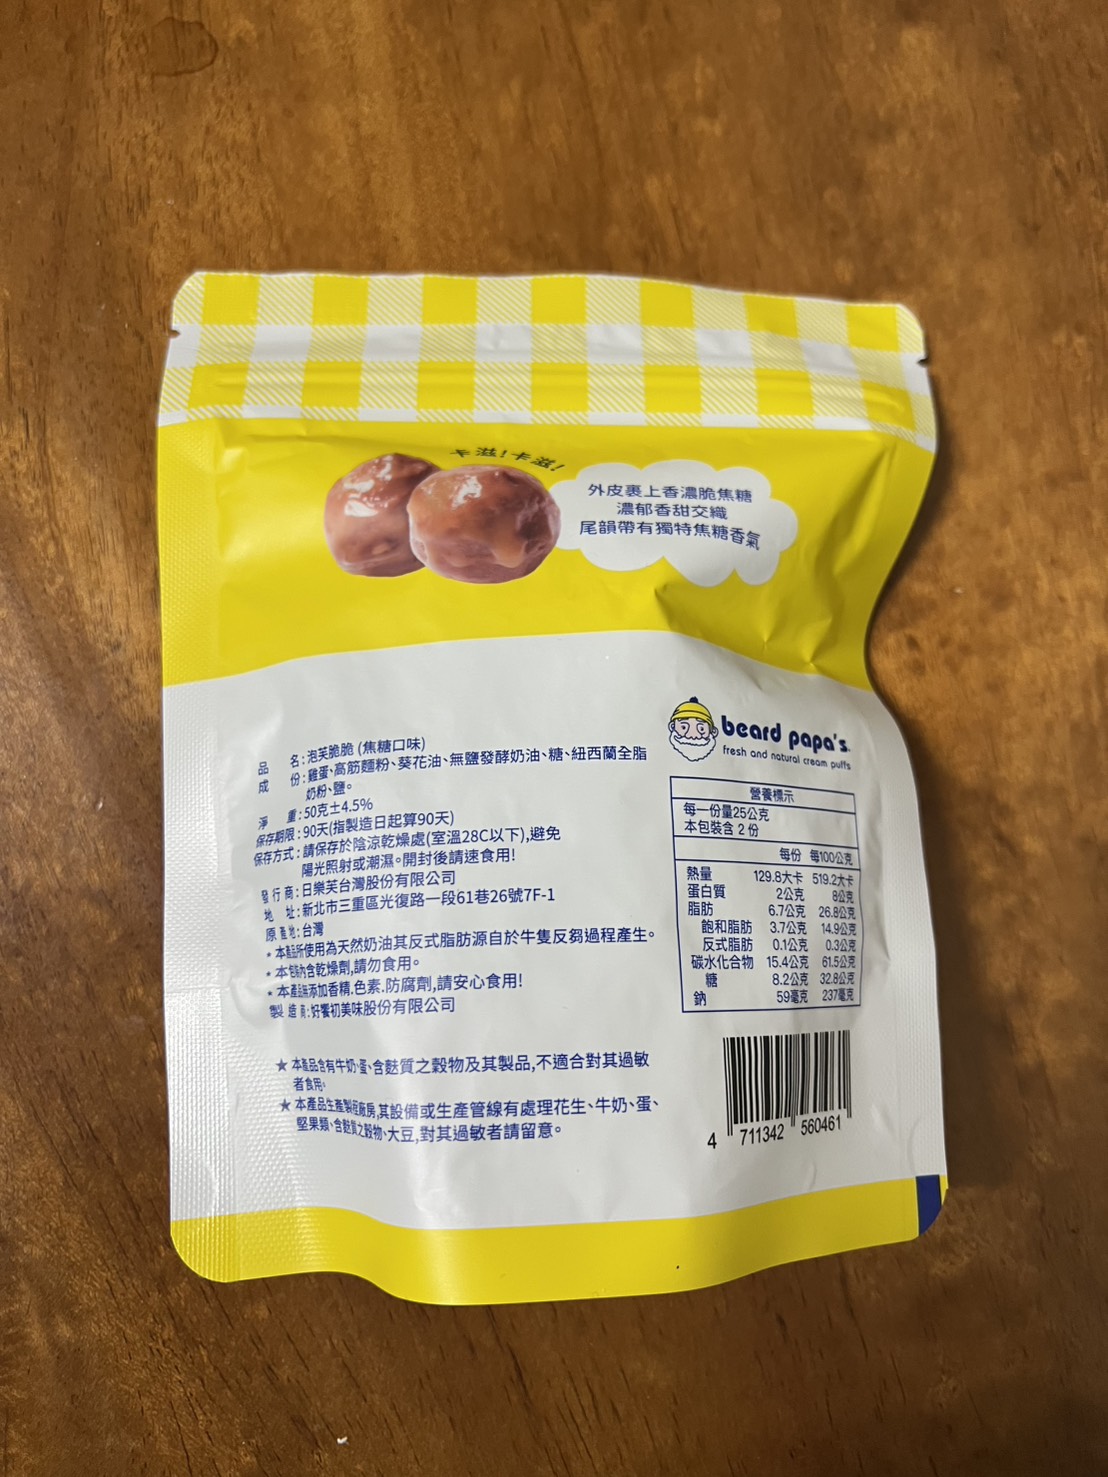 卡滋!卡滋!
外皮裹上香濃脆焦糖
濃郁香甜交織
尾韻帶有獨特焦糖香氣
beard papa's.
fresh and natural cream puffs
品 名:泡芙脆脆 (焦糖口味)
成 份:雞蛋、高筋麵粉、葵花油、無鹽發酵奶油、糖、紐西蘭全脂
奶粉、鹽。
淨 重:50克±4.5%
保存期限:90天(指製造日起算90天)
保存方式:請保存於陰涼乾燥處(室溫28C以下),避免
陽光照射或潮濕。開封後請速食用!
發行商:日樂芙台灣股份有限公司
地 址:新北市三重區光復路一段61巷26號7F-1
原產地:台灣
・本產品所使用為天然奶油其反式脂肪源自於牛隻反芻過程產生。
・本包裝內含乾燥劑,請勿食用。
・本產品無添加香精.色素.防腐劑,請安心食用!
製造商:好饗初美味股份有限公司
★本產品含有牛奶、蛋、含麩質之穀物及其製品,不適合對其過敏
者食用。
★本產品生產製程廠房,其設備或生產管線有處理花生、牛奶、蛋、
堅果類、含麩質之穀物、大豆,對其過敏者請留意。
營養標示
每一份量25公克
本包裝含 2 份
每份 每100公克
熱量 129.8大卡 519.2大卡
蛋白質 2公克 8公克
脂肪 6.7公克 26.8公克
飽和脂肪 3.7公克 14.9公克
反式脂肪 0.1公克 0.3公克
碳水化合物 15.4公克 61.5公克
糖 8.2公克 32.8公克
鈉 59毫克 237毫克
4 711342 560461